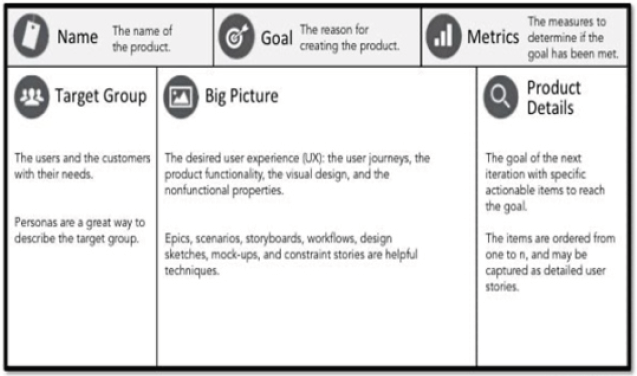 Name
The name of
the product.
Goal
The reason for
creating the product.
Metrics
The measures to
determine if the
goal has been met.
Target Group
The users and the customers
with their needs.
Personas are a great way to
describe the target group.
Big Picture
The desired user experience (UX): the user journeys, the
product functionality, the visual design, and the
nonfunctional properties.
Epics, scenarios, storyboards, workflows, design
sketches, mock-ups, and constraint stories are helpful
techniques.
Product
Details
The goal of the next
iteration with specific
actionable items to reach
the goal.
The items are ordered from
one to n, and may be
captured as detailed user
stories.